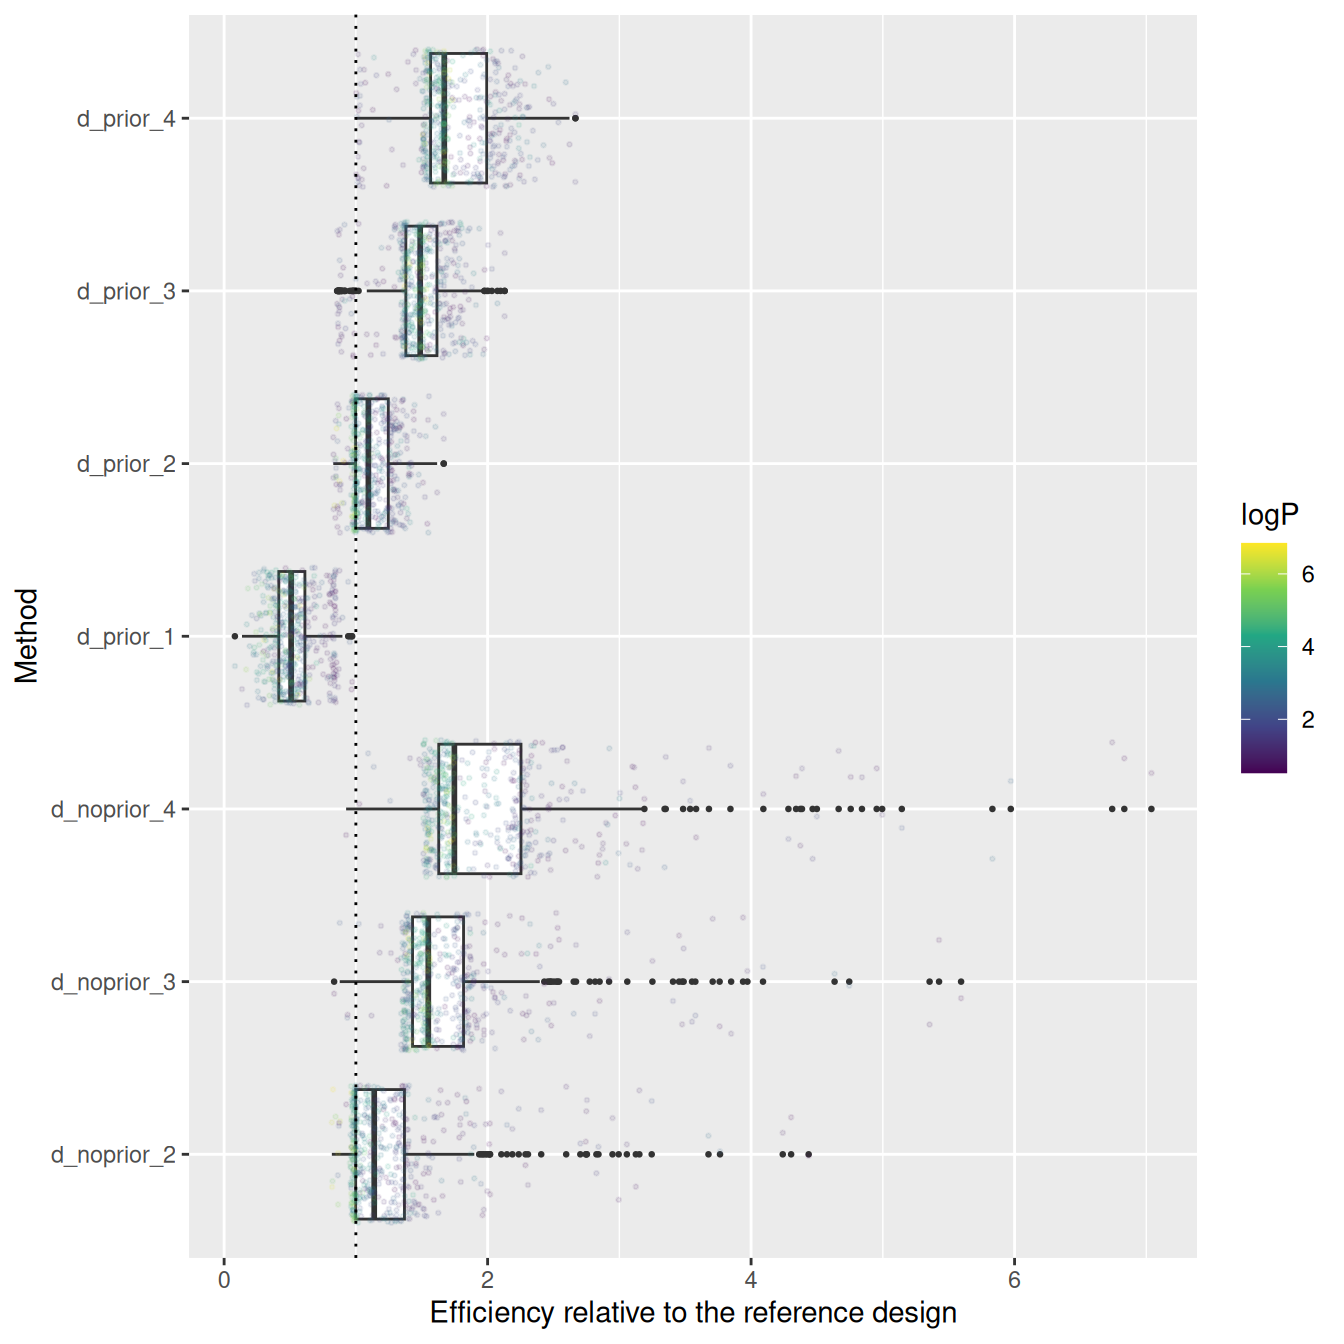 d_prior_4
d_prior_3
d_prior_2
d_prior_1
d_noprior_4
d_noprior_3
d_noprior_2
Method
0 2 4 6
Efficiency relative to the reference design
logP
6
4
2